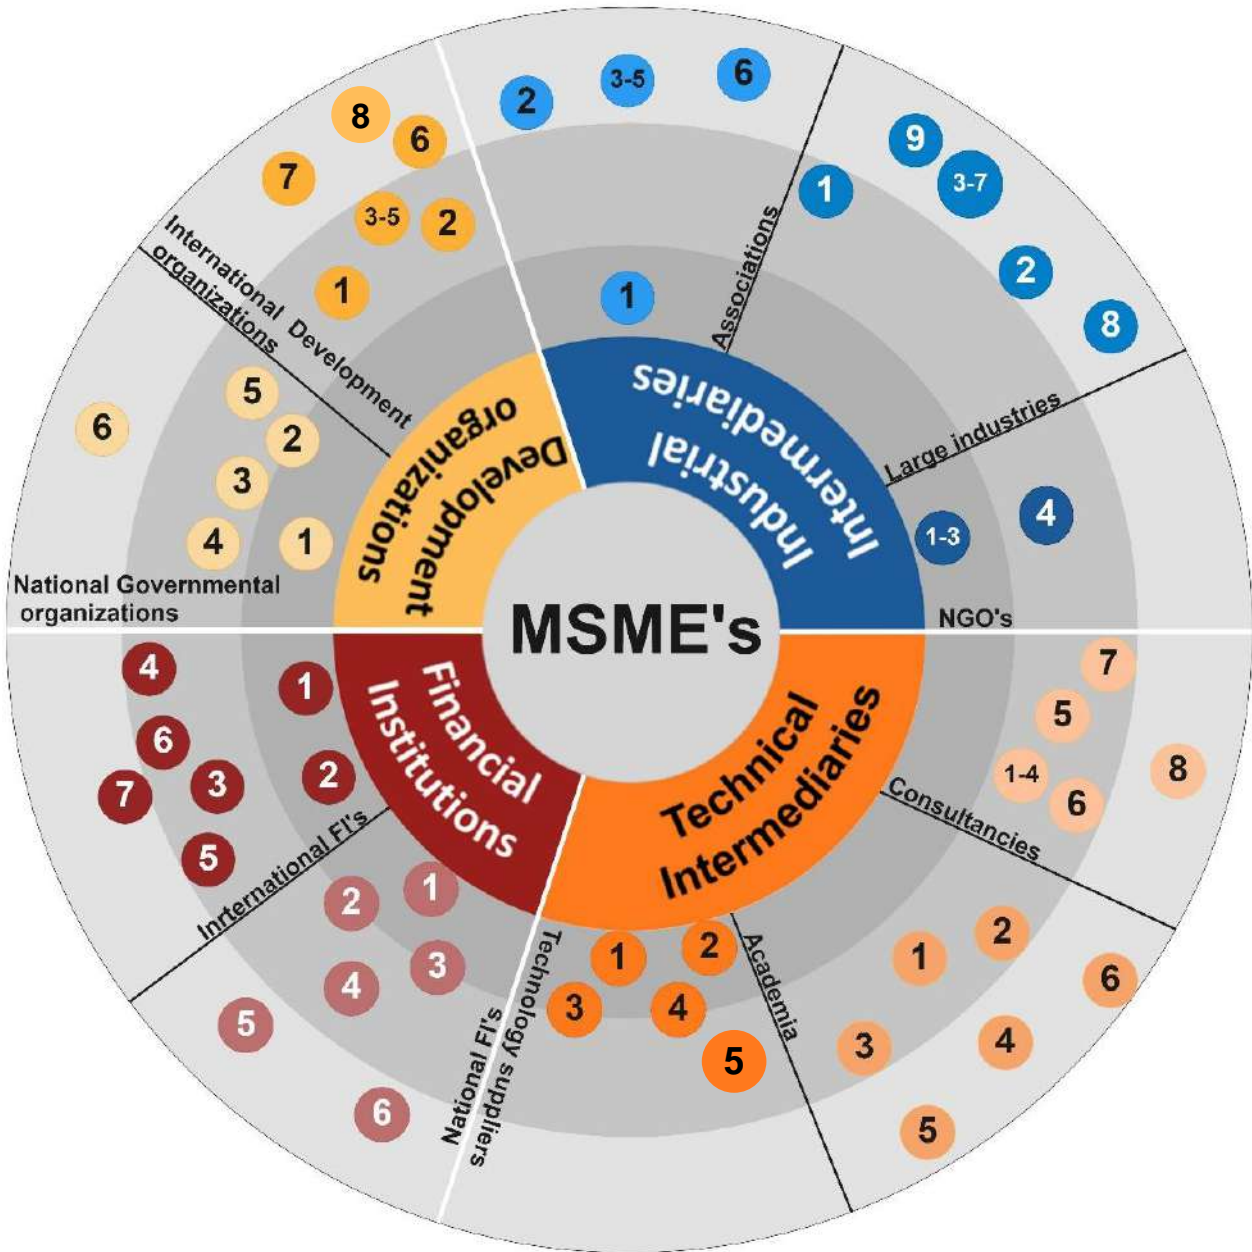 MSME's
Industrial
Intermediaries
Associations
2
3-5
6
1
Large industries
1
9
3-7
2
8
NGO's
1-3
4
Technical
Intermediaries
Consultancies
7
5
1-4
6
8
Academia
1
2
3
4
5
6
Technology suppliers
1
2
3
4
5
Financial
Institutions
National FI's
1
2
3
4
5
6
Inrternational FI's
1
2
3
4
5
6
7
Development
organizations
National Governmental
organizations
1
2
3
4
5
6
International Development
organizations
1
2
3-5
6
7
8